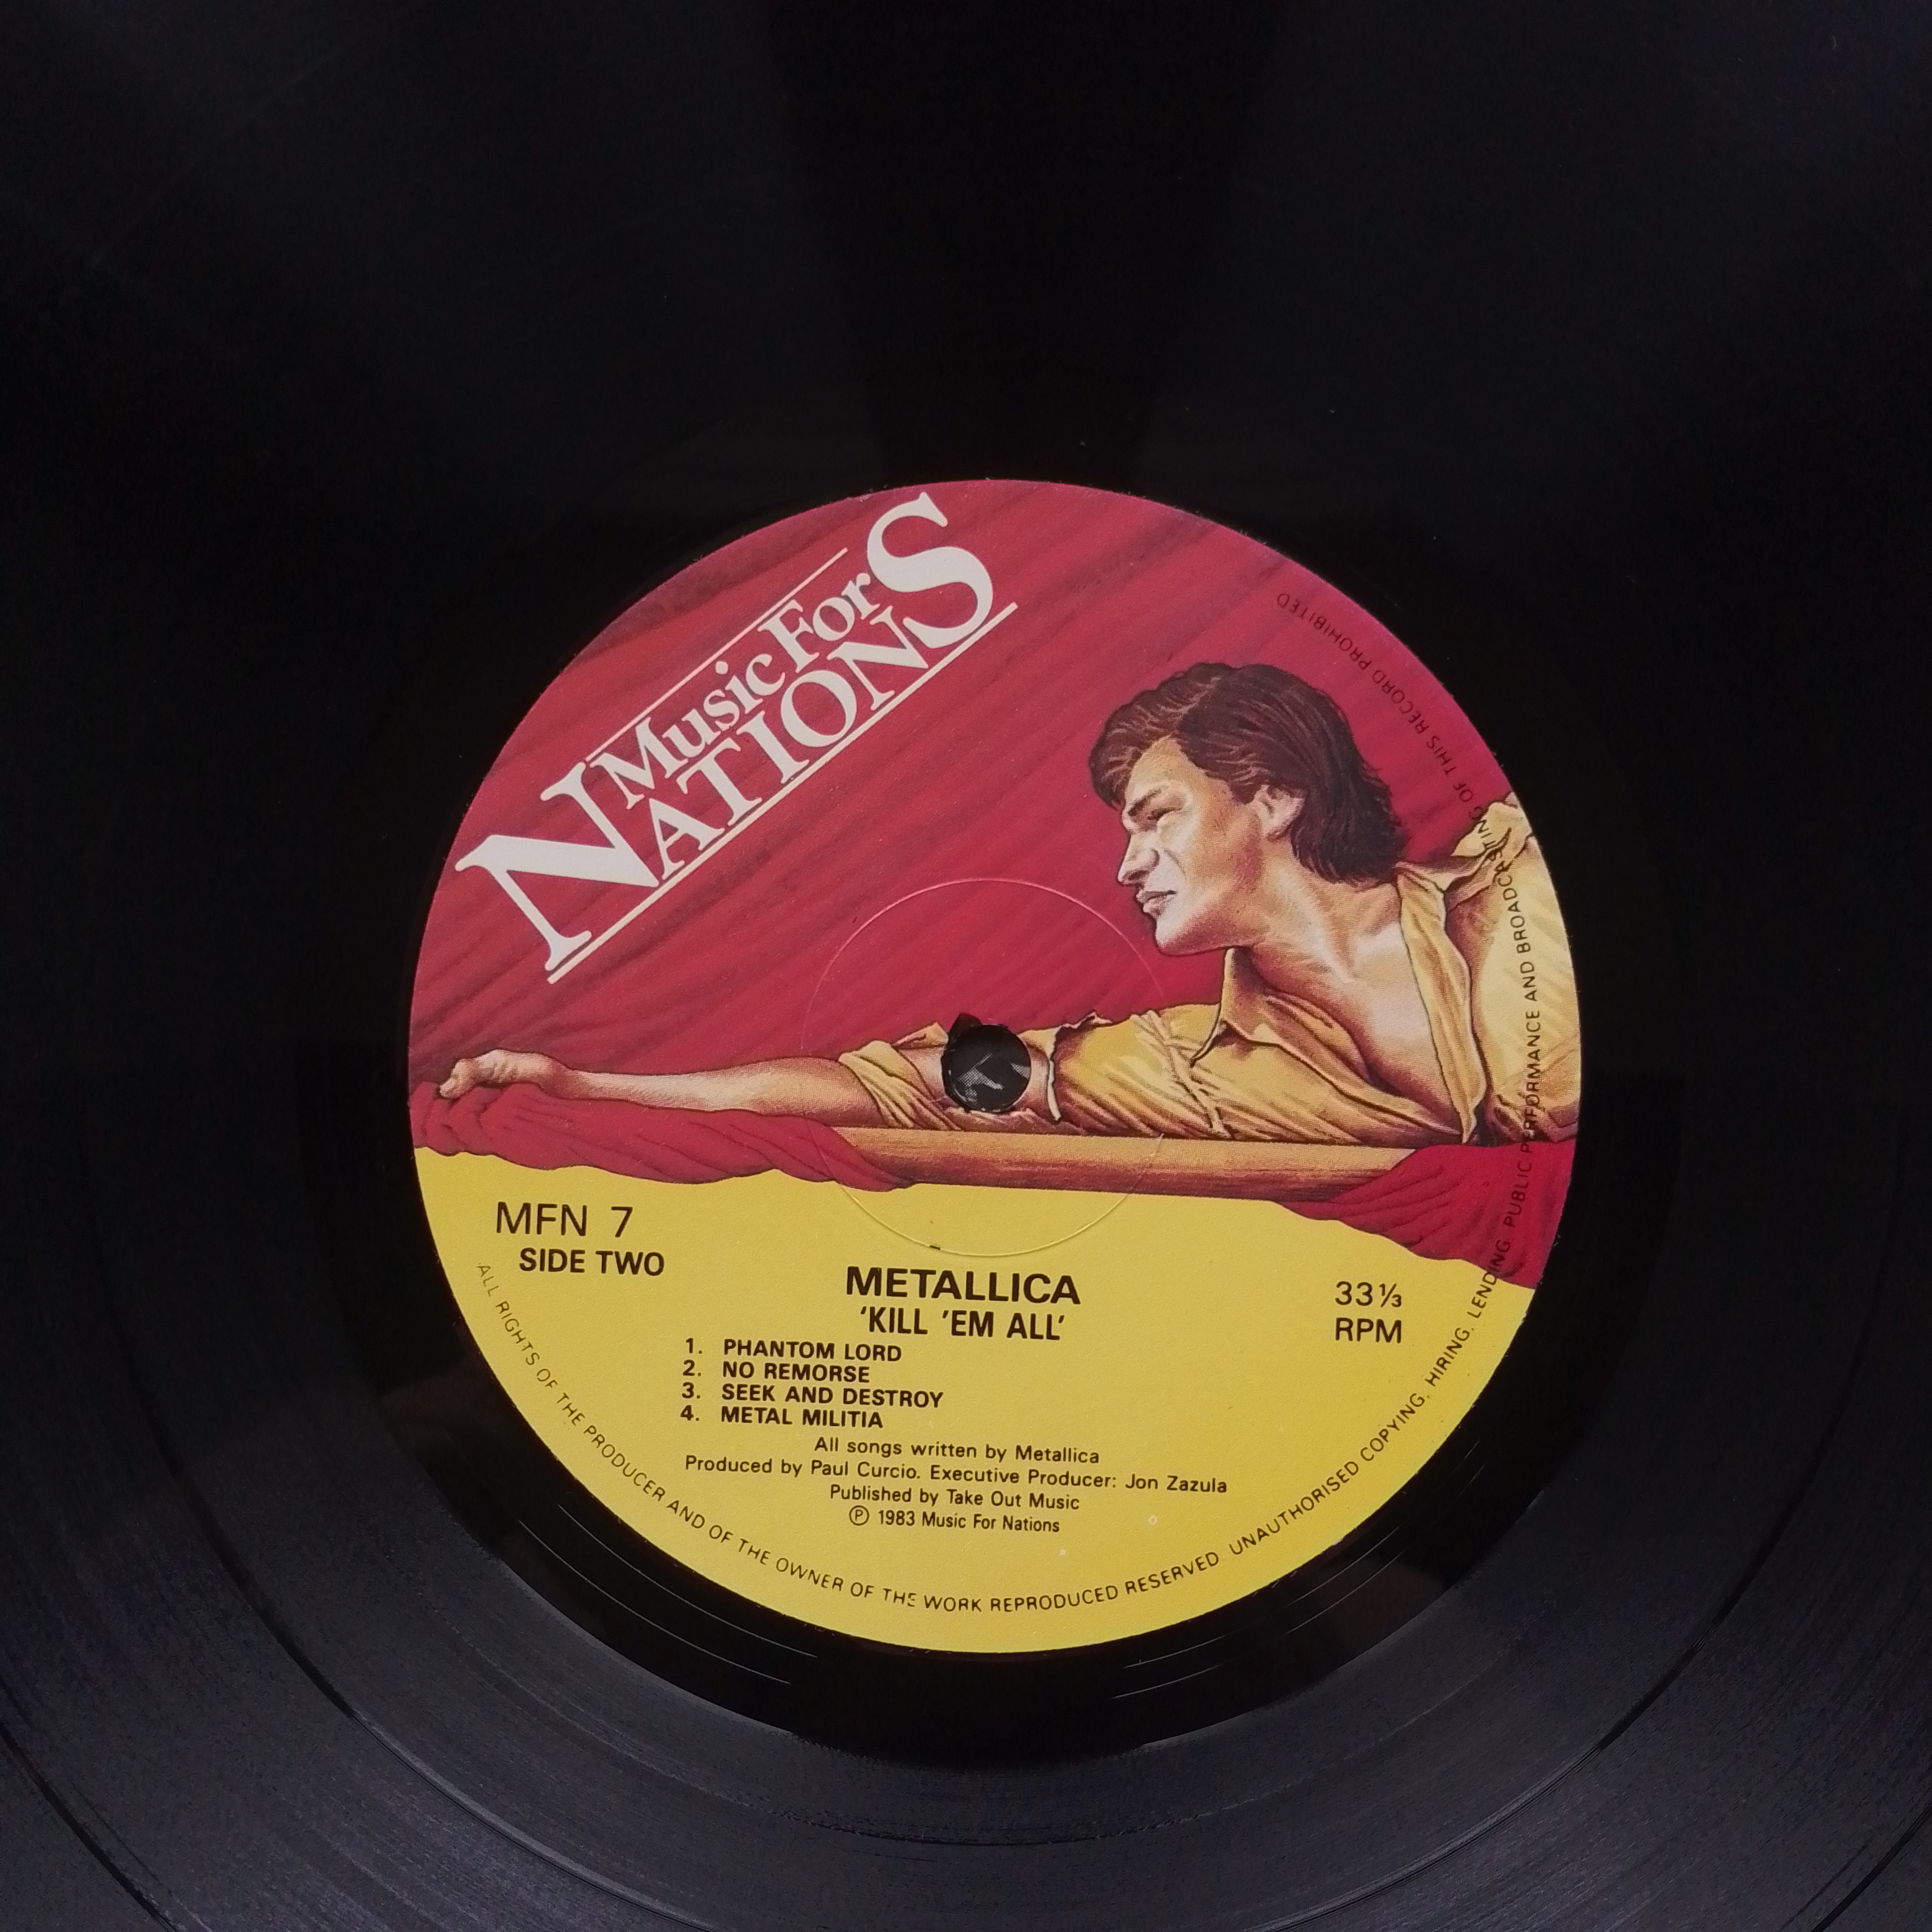 Music For
NATIONS
MFN 7
SIDE TWO
METALLICA
'KILL 'EM ALL'
33⅓
RPM
1. PHANTOM LORD
2. NO REMORSE
3. SEEK AND DESTROY
4. METAL MILITIA
All songs written by Metallica
Produced by Paul Curcio. Executive Producer: Jon Zazula
Published by Take Out Music
Ⓟ 1983 Music For Nations
ALL RIGHTS OF THE PRODUCER AND OF THE OWNER OF THE WORK REPRODUCED RESERVED UNAUTHORISED COPYING. HIRING. LENDING. PUBLIC PERFORMANCE AND BROADCASTING OF THIS RECORD PROHIBITED